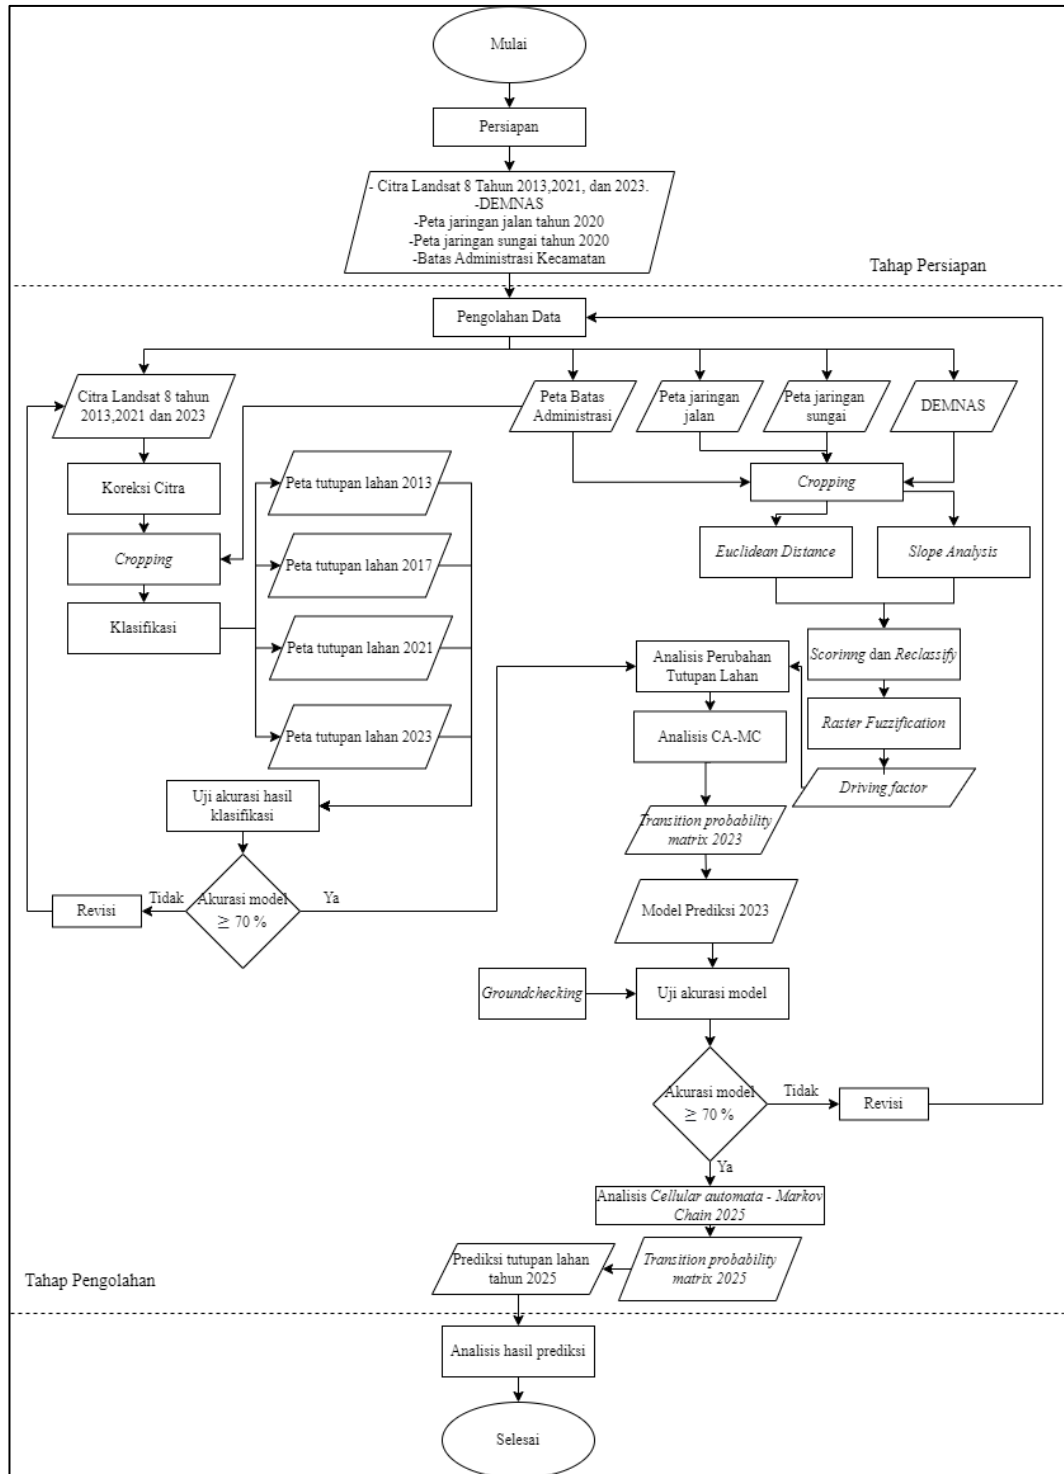 Mulai
Persiapan
- Citra Landsat 8 Tahun 2013,2021, dan 2023.
-DEMNAS
-Peta jaringan jalan tahun 2020
-Peta jaringan sungai tahun 2020
-Batas Administrasi Kecamatan
Tahap Persiapan
Pengolahan Data
Citra Landsat 8 tahun
2013,2021 dan 2023
Peta Batas
Administrasi
Peta jaringan
jalan
Peta jaringan
sungai
DEMNAS
Koreksi Citra
Cropping
Klasifikasi
Peta tutupan lahan 2013
Peta tutupan lahan 2017
Peta tutupan lahan 2021
Peta tutupan lahan 2023
Cropping
Euclidean Distance
Slope Analysis
Scorinng dan Reclassify
Raster Fuzzification
Driving factor
Analisis Perubahan
Tutupan Lahan
Analisis CA-MC
Transition probability
matrix 2023
Model Prediksi 2023
Uji akurasi hasil
klasifikasi
Akurasi model
≥ 70 %
Tidak
Revisi
Ya
Groundchecking
Uji akurasi model
Akurasi model
≥ 70 %
Tidak
Revisi
Ya
Analisis Cellular automata - Markov
Chain 2025
Transition probability
matrix 2025
Prediksi tutupan lahan
tahun 2025
Tahap Pengolahan
Analisis hasil prediksi
Selesai